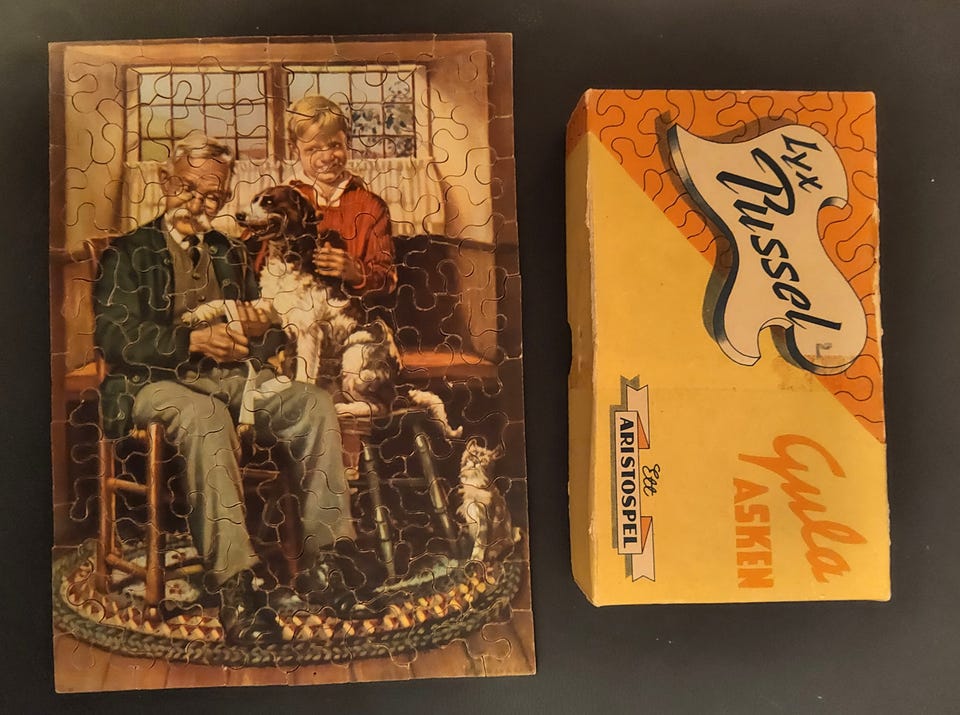 Lyx
Pussel
Gula
ASKEN
Ett
ARISTOSPEL